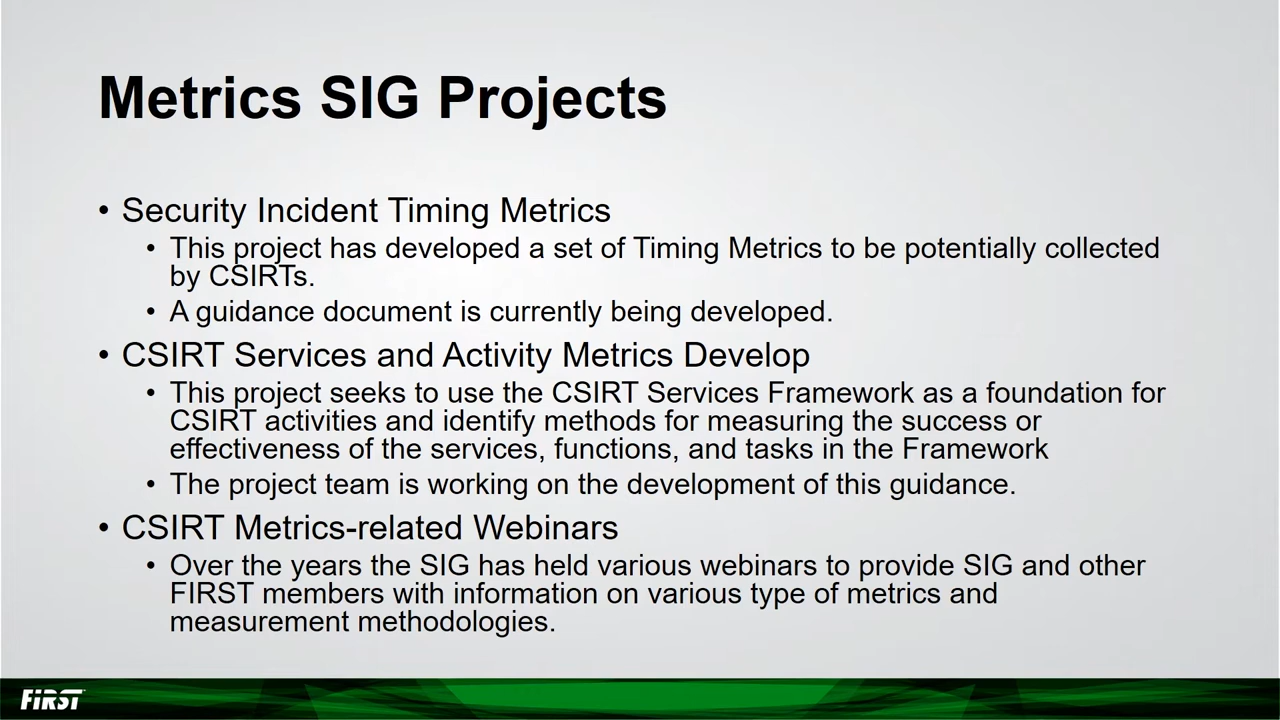 Metrics SIG Projects
• Security Incident Timing Metrics
• This project has developed a set of Timing Metrics to be potentially collected
by CSIRTs.
• A guidance document is currently being developed.
• CSIRT Services and Activity Metrics Develop
• This project seeks to use the CSIRT Services Framework as a foundation for
CSIRT activities and identify methods for measuring the success or
effectiveness of the services, functions, and tasks in the Framework
• The project team is working on the development of this guidance.
• CSIRT Metrics-related Webinars
• Over the years the SIG has held various webinars to provide SIG and other
FIRST members with information on various type of metrics and
measurement methodologies.
FiRST